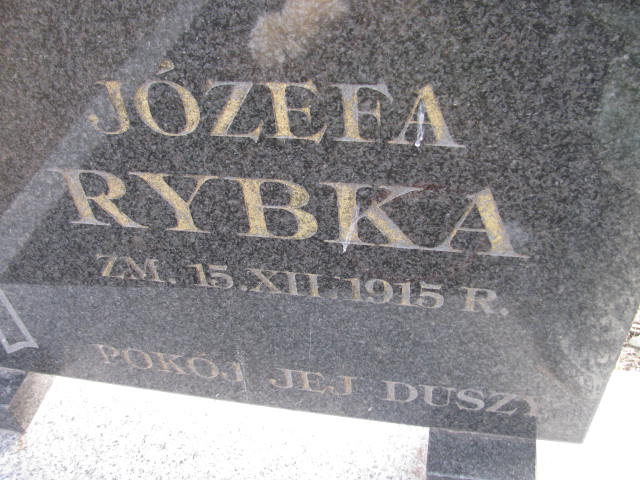 JÓZEFA
RYBKA
ZM. 15.XII.1915 R.
POKÓJ JEJ DUSZY